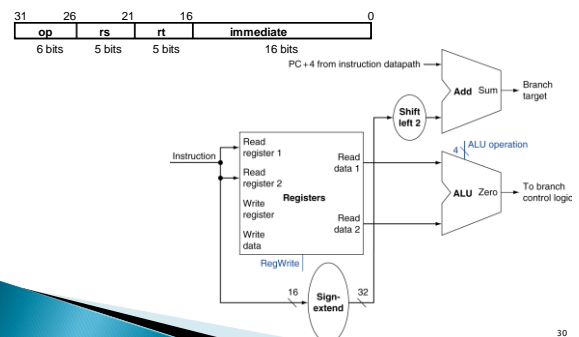 31 26 21 16 0
op rs rt immediate
6 bits 5 bits 5 bits 16 bits
PC+4 from instruction datapath
Add Sum
Branch
target
Shift
left 2
4
ALU operation
Instruction
Read
register 1
Read
register 2
Write
register
Write
data
Registers
Read
data 1
Read
data 2
ALU Zero
To branch
control logic
RegWrite
16
Sign-
extend
32
30